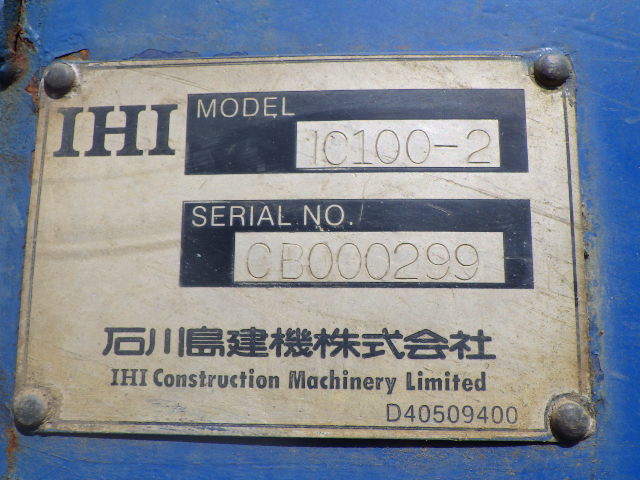 IHI
MODEL
IC100-2
SERIAL NO.
CB000299
石川島建機株式会社
IHI Construction Machinery Limited
D40509400